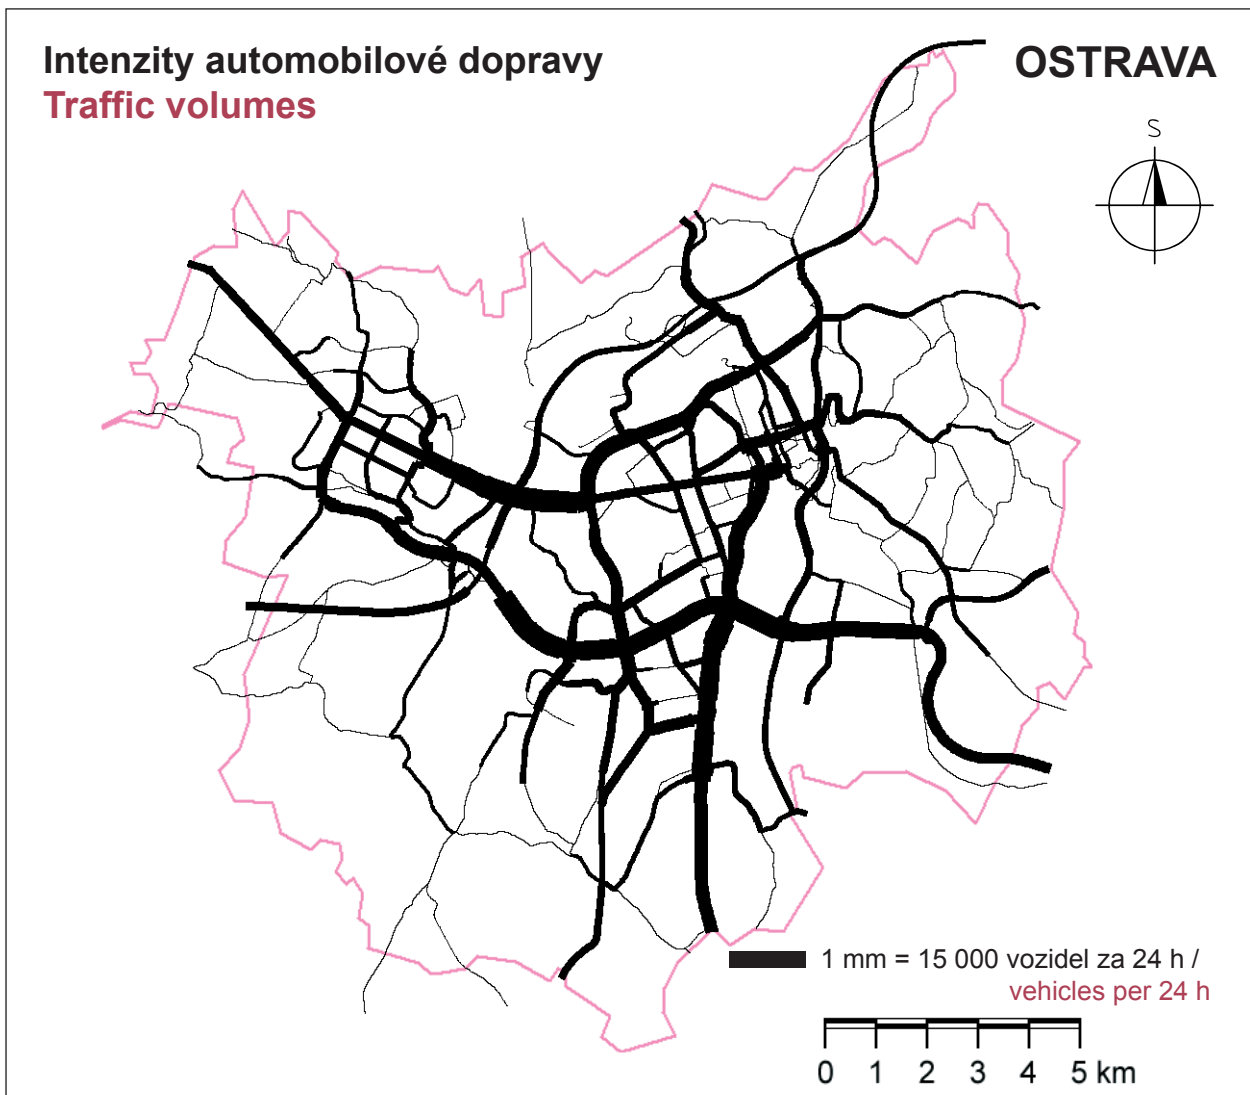 Intenzity automobilové dopravy
Traffic volumes
OSTRAVA
S
1 mm = 15 000 vozidel za 24 h /
vehicles per 24 h
0 1 2 3 4 5 km